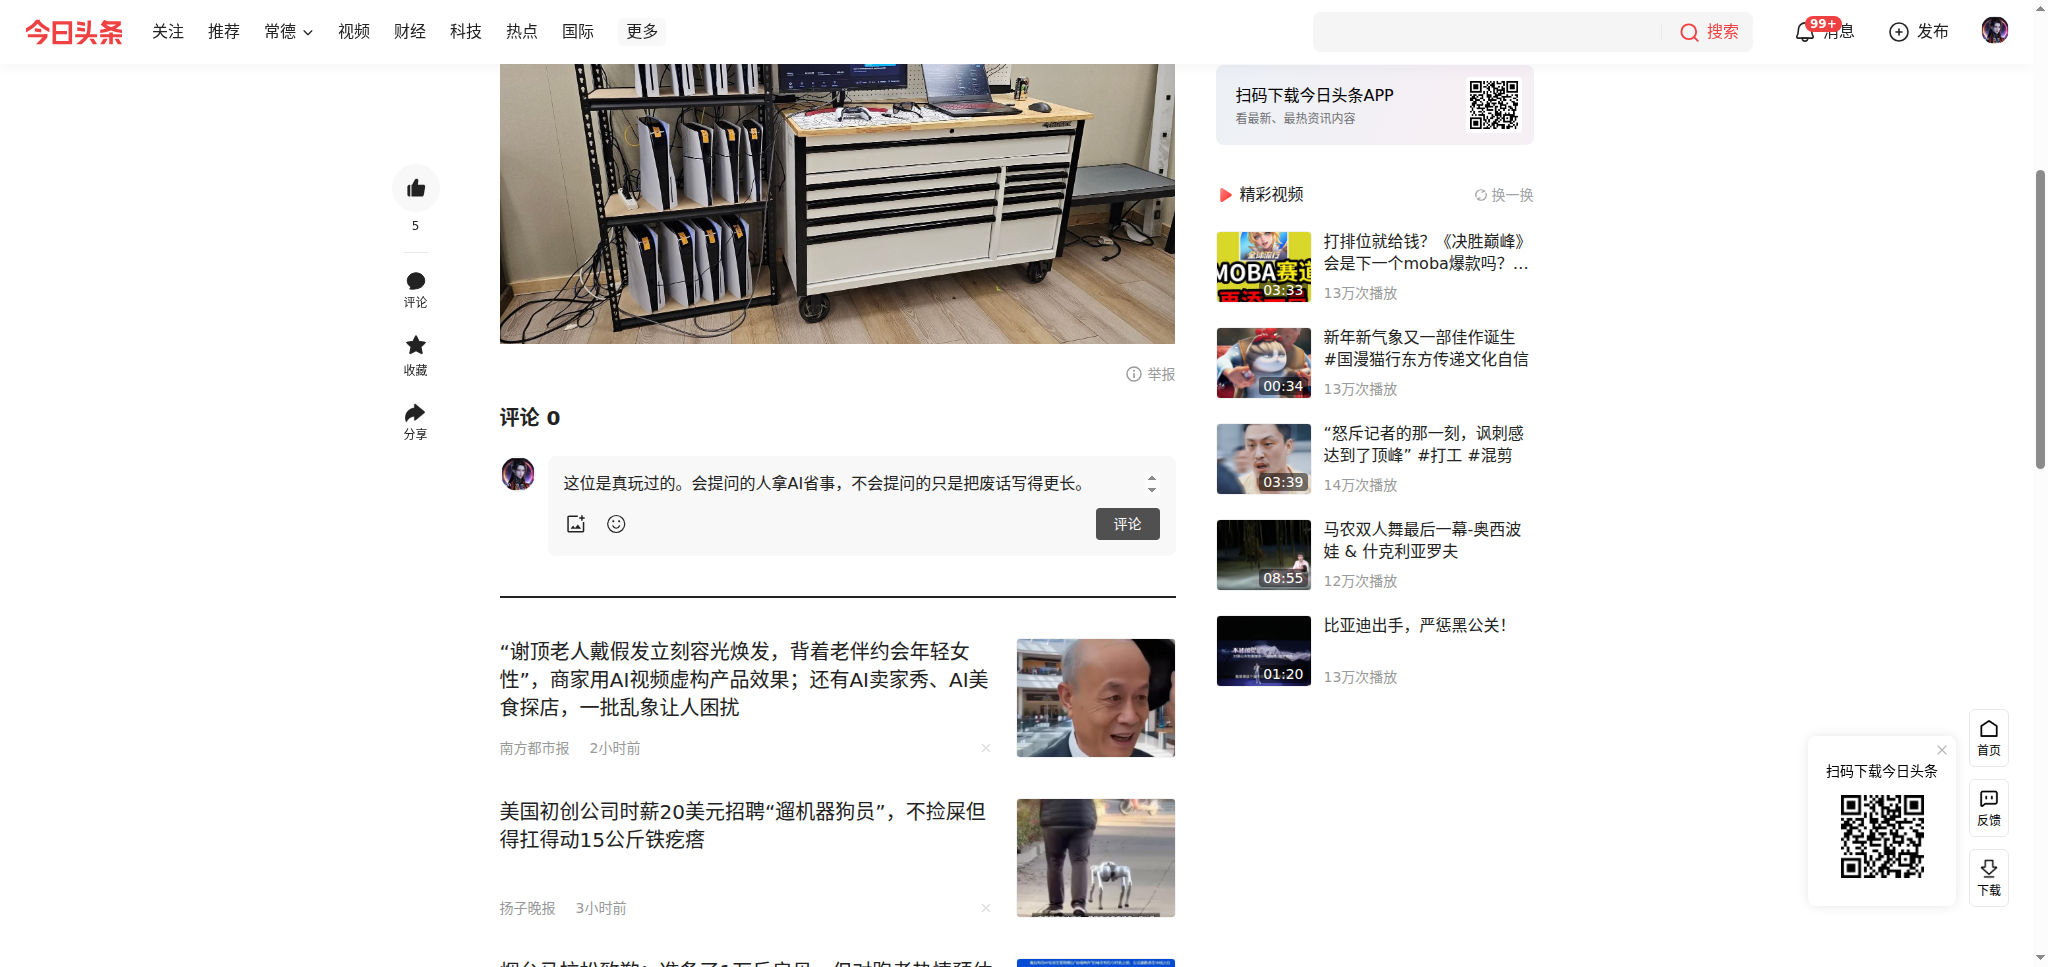 今日头条 关注 推荐 常德 视频 财经 科技 热点 国际 更多 搜索 99+ 消息 发布
5
评论
收藏
分享
举报
评论 0
这位是真玩过的。会提问的人拿AI省事，不会提问的只是把废话写得更长。
评论
“谢顶老人戴假发立刻容光焕发，背着老伴约会年轻女
性”，商家用AI视频虚构产品效果；还有AI卖家秀、AI美
食探店，一批乱象让人困扰
南方都市报 2小时前
美国初创公司时薪20美元招聘“遛机器狗员”，不捡屎但
得扛得动15公斤铁疙瘩
扬子晚报 3小时前
扫码下载今日头条APP
看最新、最热资讯内容
精彩视频 换一换
打排位就给钱？《决胜巅峰》
会是下一个moba爆款吗？...
13万次播放
MOBA赛道
03:33
新年新气象又一部佳作诞生
#国漫猫行东方传递文化自信
13万次播放
00:34
“怒斥记者的那一刻，讽刺感
达到了顶峰” #打工 #混剪
14万次播放
03:39
马农双人舞最后一幕-奥西波
娃 & 什克利亚罗夫
12万次播放
08:55
比亚迪出手，严惩黑公关！
13万次播放
01:20
扫码下载今日头条
首页
反馈
下载